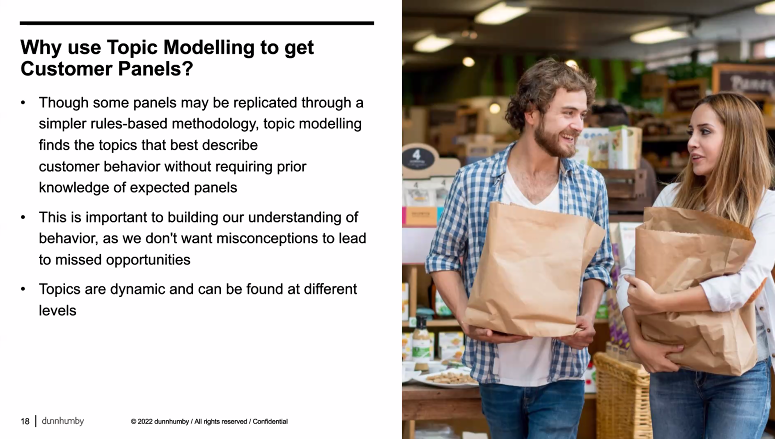 Why use Topic Modelling to get
Customer Panels?
• Though some panels may be replicated through a
simpler rules-based methodology, topic modelling
finds the topics that best describe
customer behavior without requiring prior
knowledge of expected panels
• This is important to building our understanding of
behavior, as we don't want misconceptions to lead
to missed opportunities
• Topics are dynamic and can be found at different
levels
4
18 | dunnhumby
© 2022 dunnhumby / All rights reserved / Confidential